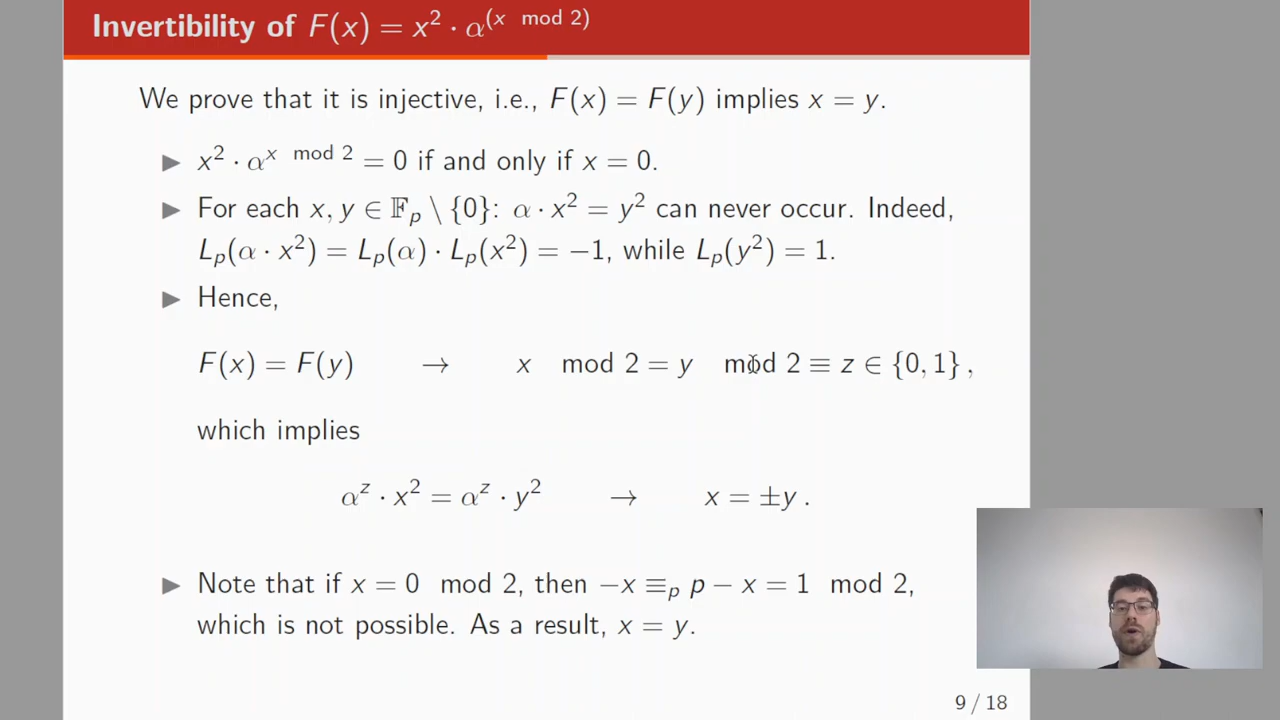 Invertibility of F(x) = x² · α^(x mod 2)
We prove that it is injective, i.e., F(x) = F(y) implies x = y.
▶ x² · α^x mod 2 = 0 if and only if x = 0.
▶ For each x, y ∈ 𝔽_p \ {0}: α · x² = y² can never occur. Indeed,
L_p(α · x²) = L_p(α) · L_p(x²) = −1, while L_p(y²) = 1.
▶ Hence,
F(x) = F(y) → x mod 2 = y mod 2 ≡ z ∈ {0, 1} ,
which implies
α^z · x² = α^z · y² → x = ±y .
▶ Note that if x = 0 mod 2, then −x ≡_p p − x = 1 mod 2,
which is not possible. As a result, x = y.
9 / 18